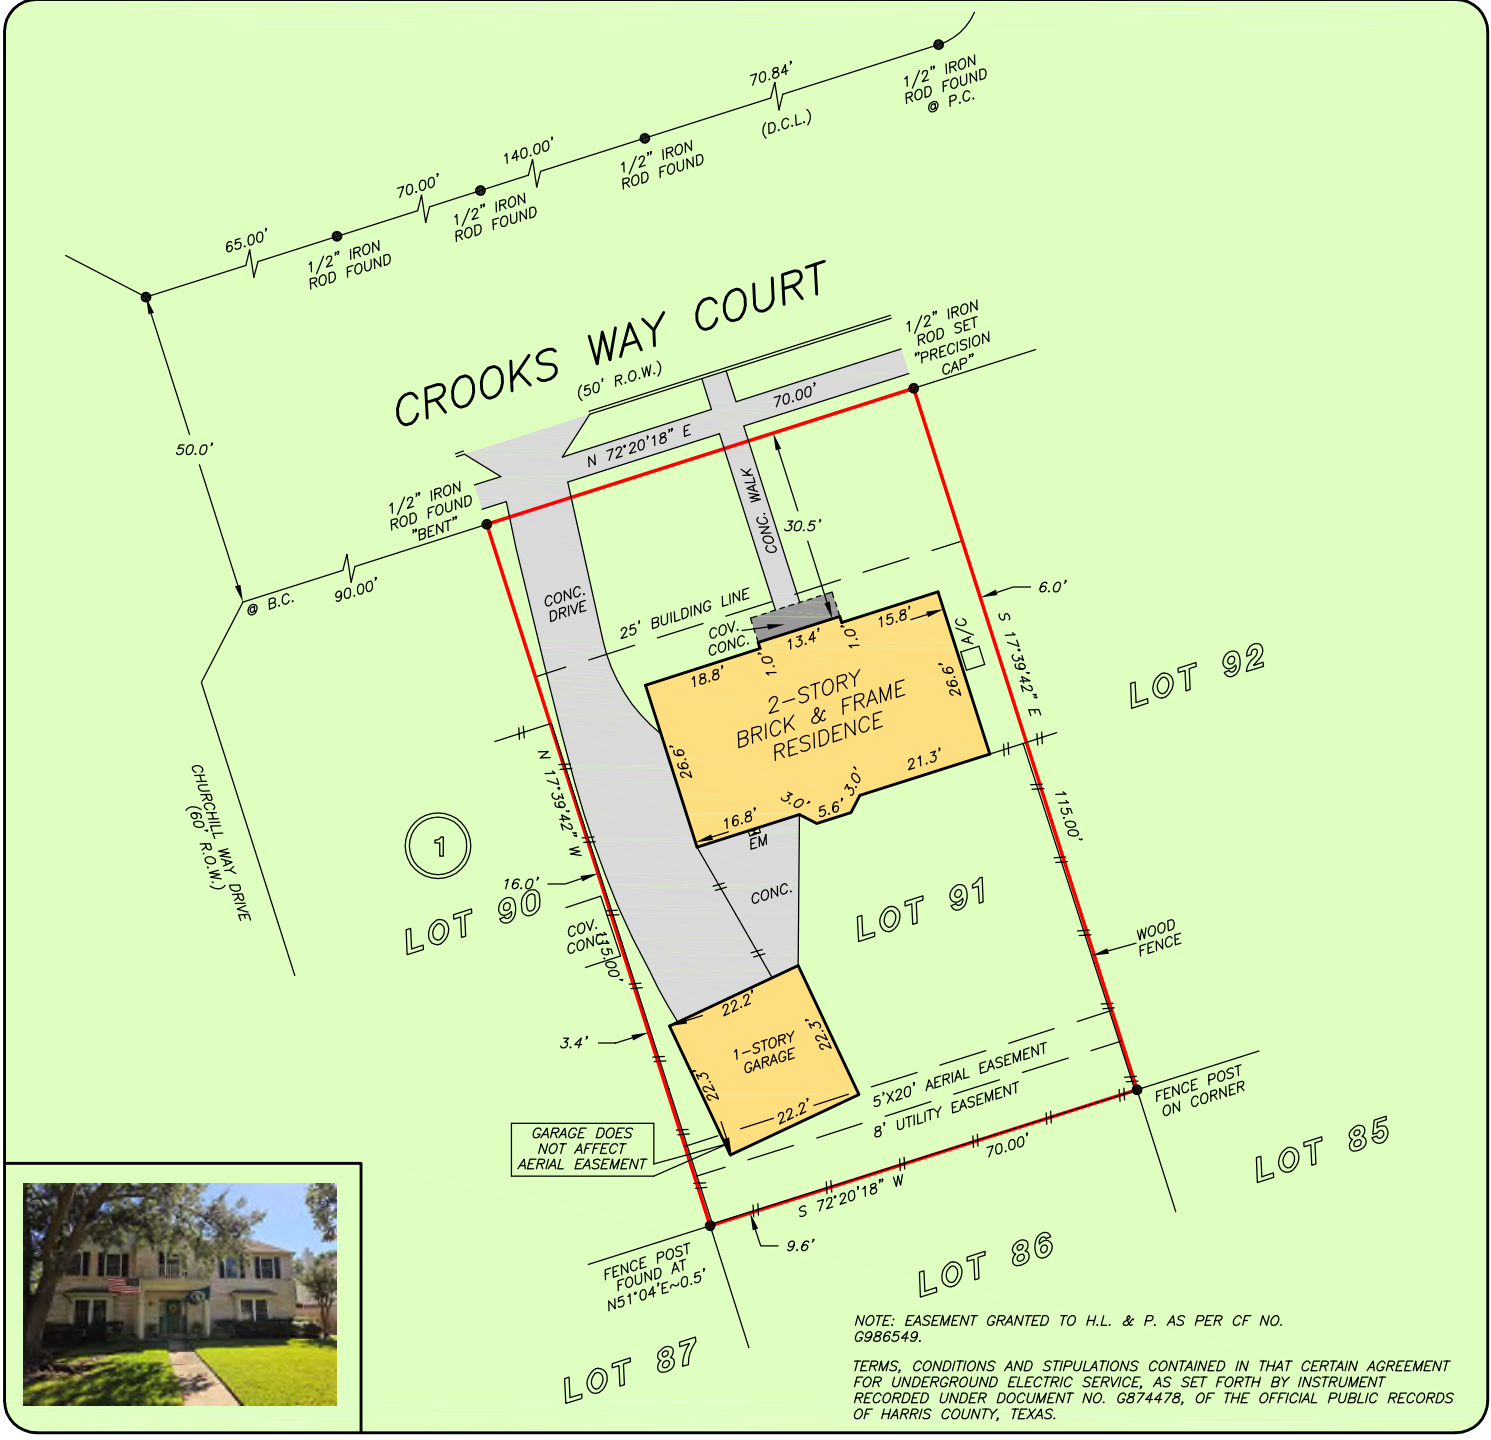 70.84'
(D.C.L.)
1/2" IRON
ROD FOUND
@ P.C.
140.00'
1/2" IRON
ROD FOUND
70.00'
1/2" IRON
ROD FOUND
65.00'
1/2" IRON
ROD FOUND
CROOKS WAY COURT
(50' R.O.W.)
1/2" IRON
ROD SET
"PRECISION
CAP"
70.00'
N 72°20'18" E
50.0'
1/2" IRON
ROD FOUND
"BENT"
@ B.C.
90.00'
CONC. WALK
30.5'
CONC.
DRIVE
25' BUILDING LINE
6.0'
COV.
CONC.
13.4'
1.0'
1.0'
15.8'
18.8'
A/C
S 17°39'42" E
LOT 92
2-STORY
BRICK & FRAME
RESIDENCE
26.6'
26.6'
21.3'
16.8'
3.0'
5.6'
3.0'
EM
N 17°39'42" W
115.00'
CHURCHILL WAY DRIVE
(60' R.O.W.)
1
16.0'
LOT 90
COV.
CONC.
115.00'
CONC.
LOT 91
WOOD
FENCE
22.2'
1-STORY
GARAGE
22.3'
22.3'
22.2'
3.4'
5'X20' AERIAL EASEMENT
8' UTILITY EASEMENT
FENCE POST
ON CORNER
GARAGE DOES
NOT AFFECT
AERIAL EASEMENT
70.00'
S 72°20'18" W
9.6'
LOT 85
LOT 86
FENCE POST
FOUND AT
N51°04'E~0.5'
LOT 87
NOTE: EASEMENT GRANTED TO H.L. & P. AS PER CF NO.
G986549.
TERMS, CONDITIONS AND STIPULATIONS CONTAINED IN THAT CERTAIN AGREEMENT
FOR UNDERGROUND ELECTRIC SERVICE, AS SET FORTH BY INSTRUMENT
RECORDED UNDER DOCUMENT NO. G874478, OF THE OFFICIAL PUBLIC RECORDS
OF HARRIS COUNTY, TEXAS.